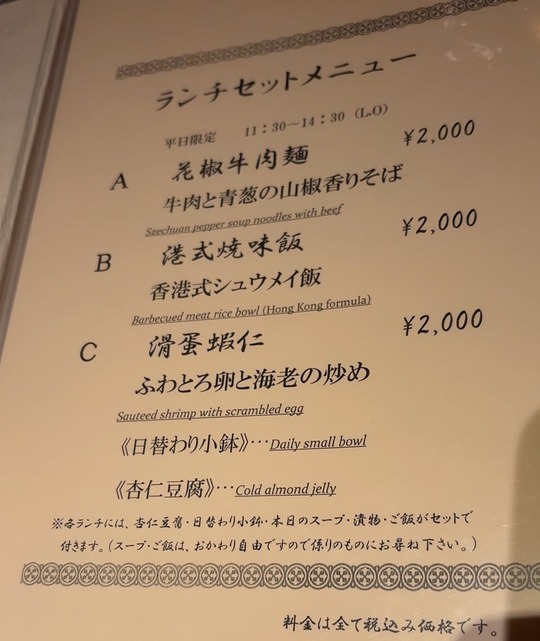 ランチセットメニュー
平日限定 11：30〜14：30（L.O）
A 花椒牛肉麺 ¥2,000
牛肉と青葱の山椒香りそば
Szechuan pepper soup noodles with beef
B 港式焼味飯 ¥2,000
香港式シュウメイ飯
Barbecued meat rice bowl (Hong Kong formula)
C 滑蛋蝦仁 ¥2,000
ふわとろ卵と海老の炒め
Sauteed shrimp with scrambled egg
《日替わり小鉢》…Daily small bowl
《杏仁豆腐》…Cold almond jelly
※各ランチには、杏仁豆腐・日替わり小鉢・本日のスープ・漬物・ご飯がセットで
付きます。（スープ・ご飯は、おかわり自由ですので係りのものにお尋ね下さい。）
料金は全て税込み価格です。